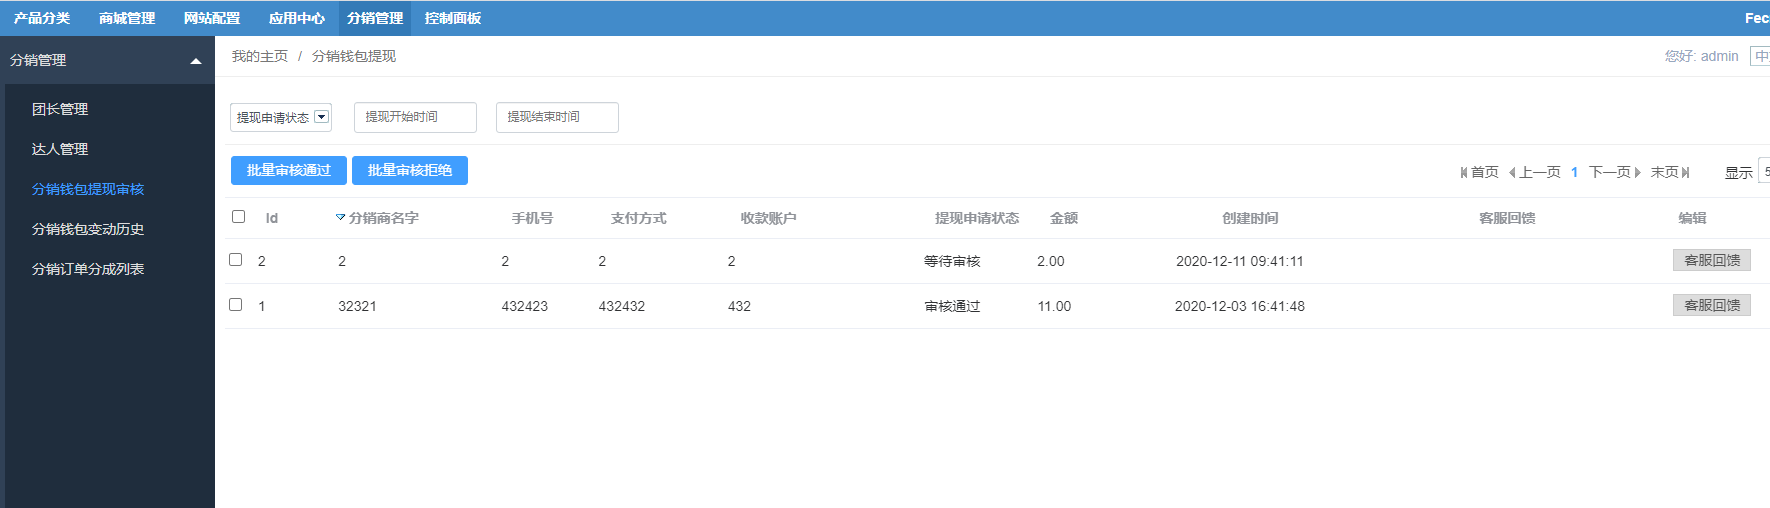 产品分类 商城管理 网站配置 应用中心 分销管理 控制面板 Fec
分销管理
团长管理
达人管理
分销钱包提现审核
分销钱包变动历史
分销订单分成列表
我的主页 / 分销钱包提现 您好: admin
提现申请状态 提现开始时间 提现结束时间
批量审核通过 批量审核拒绝 首页 上一页 1 下一页 末页 显示
Id 分销商名字 手机号 支付方式 收款账户 提现申请状态 金额 创建时间 客服回馈 编辑
2 2 2 2 2 等待审核 2.00 2020-12-11 09:41:11 客服回馈
1 32321 432423 432432 432 审核通过 11.00 2020-12-03 16:41:48 客服回馈